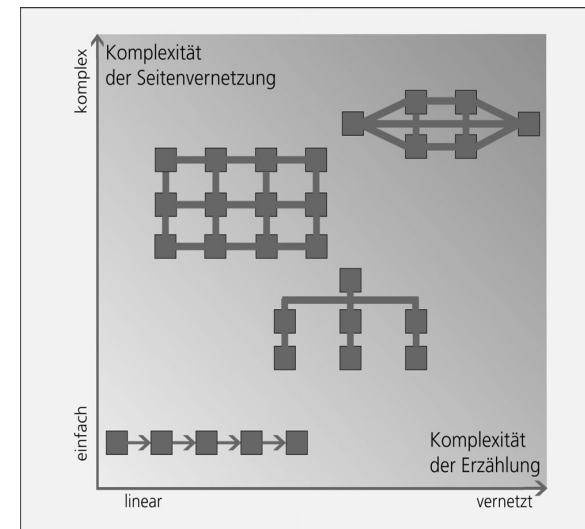 komplex
Komplexität
der Seitenvernetzung
einfach
Komplexität
der Erzählung
linear
vernetzt